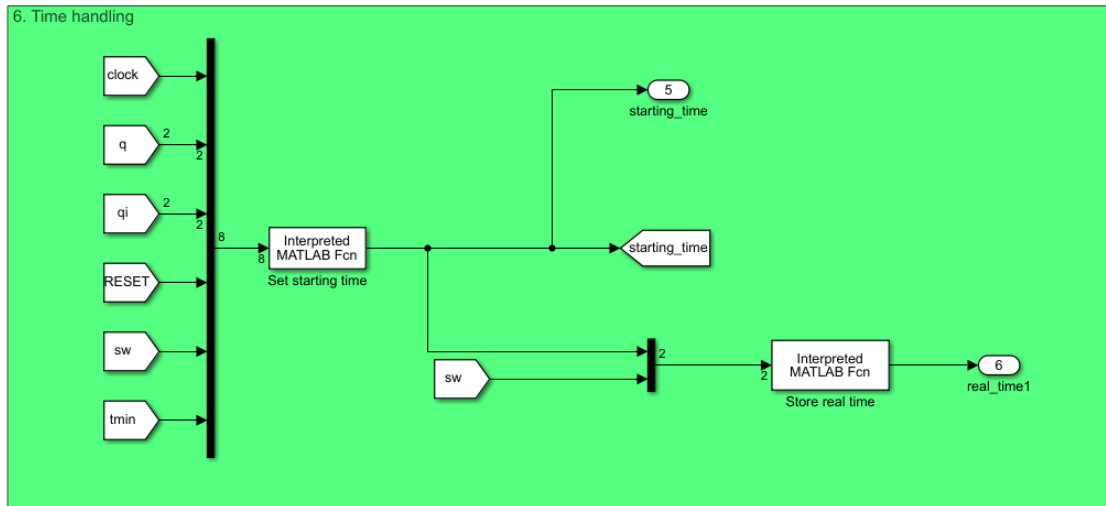 6. Time handling
clock
q
2
2
qi
2
2
RESET
sw
tmin
8
8
Interpreted
MATLAB Fcn
Set starting time
5
starting_time
starting_time
sw
2
2
Interpreted
MATLAB Fcn
Store real time
6
real_time1